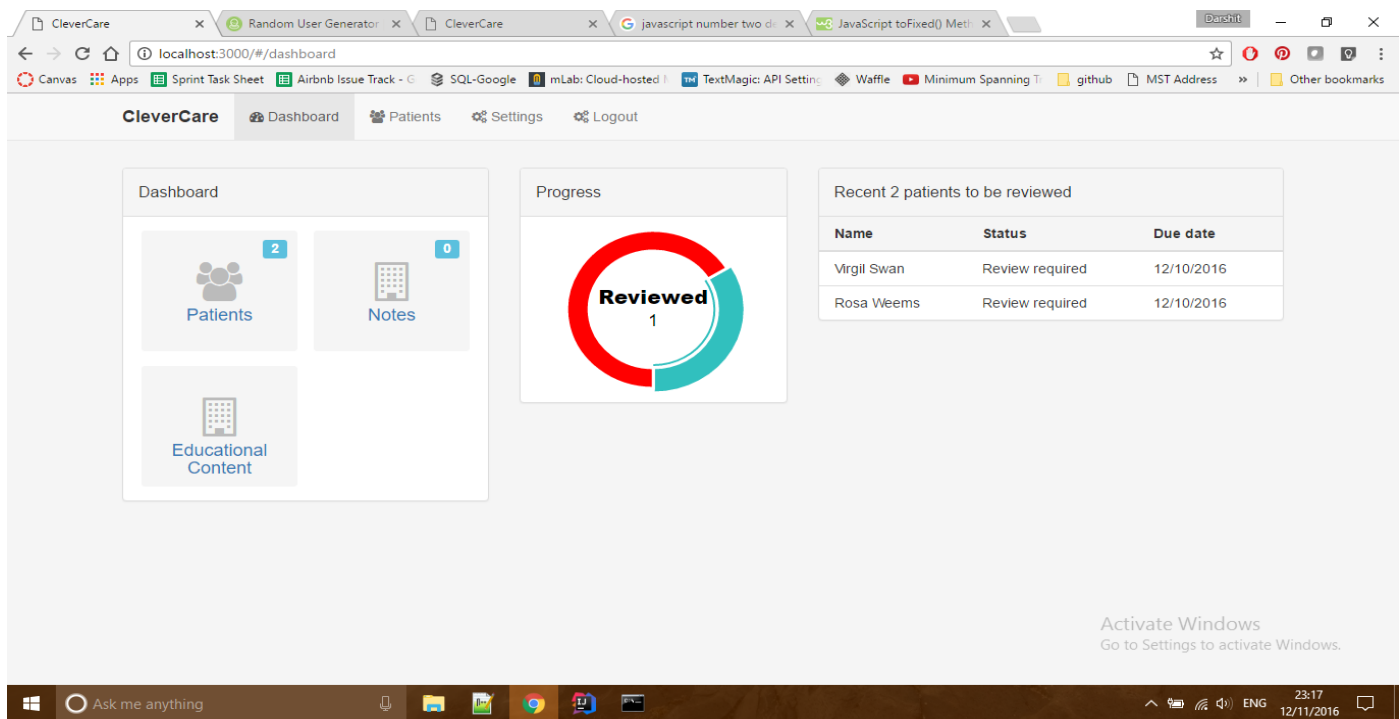 CleverCare
Random User Generator
CleverCare
javascript number two de
JavaScript toFixed() Meth
Darshit
localhost:3000/#/dashboard
Canvas
Apps
Sprint Task Sheet
Airbnb Issue Track - G
SQL-Google
mLab: Cloud-hosted
TextMagic: API Setting
Waffle
Minimum Spanning T
github
MST Address
»
Other bookmarks
CleverCare
Dashboard
Patients
Settings
Logout
Dashboard
2
Patients
0
Notes
Educational
Content
Progress
Reviewed
1
Recent 2 patients to be reviewed
Name Status Due date
Virgil Swan Review required 12/10/2016
Rosa Weems Review required 12/10/2016
Activate Windows
Go to Settings to activate Windows.
Ask me anything
ENG
23:17
12/11/2016